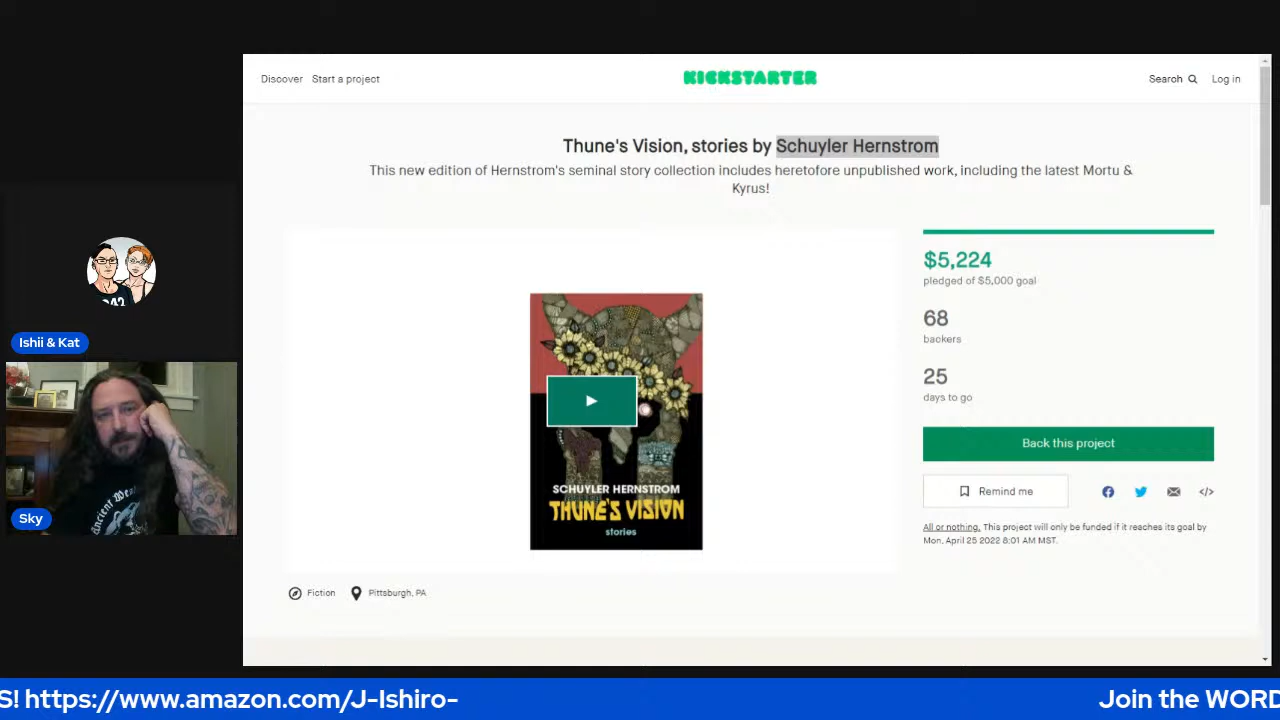 Discover Start a project
KICKSTARTER
Search
Log in
Thune's Vision, stories by Schuyler Hernstrom
This new edition of Hernstrom's seminal story collection includes heretofore unpublished work, including the latest Mortu &
Kyrus!
$5,224
pledged of $5,000 goal
68
backers
25
days to go
Back this project
Remind me
All or nothing. This project will only be funded if it reaches its goal by
Mon, April 25 2022 8:01 AM MST.
SCHUYLER HERNSTROM
THUNE'S VISION
stories
Fiction
Pittsburgh, PA
Ishii & Kat
Ancient
Sky
S! https://www.amazon.com/J-Ishiro-
Join the WORD